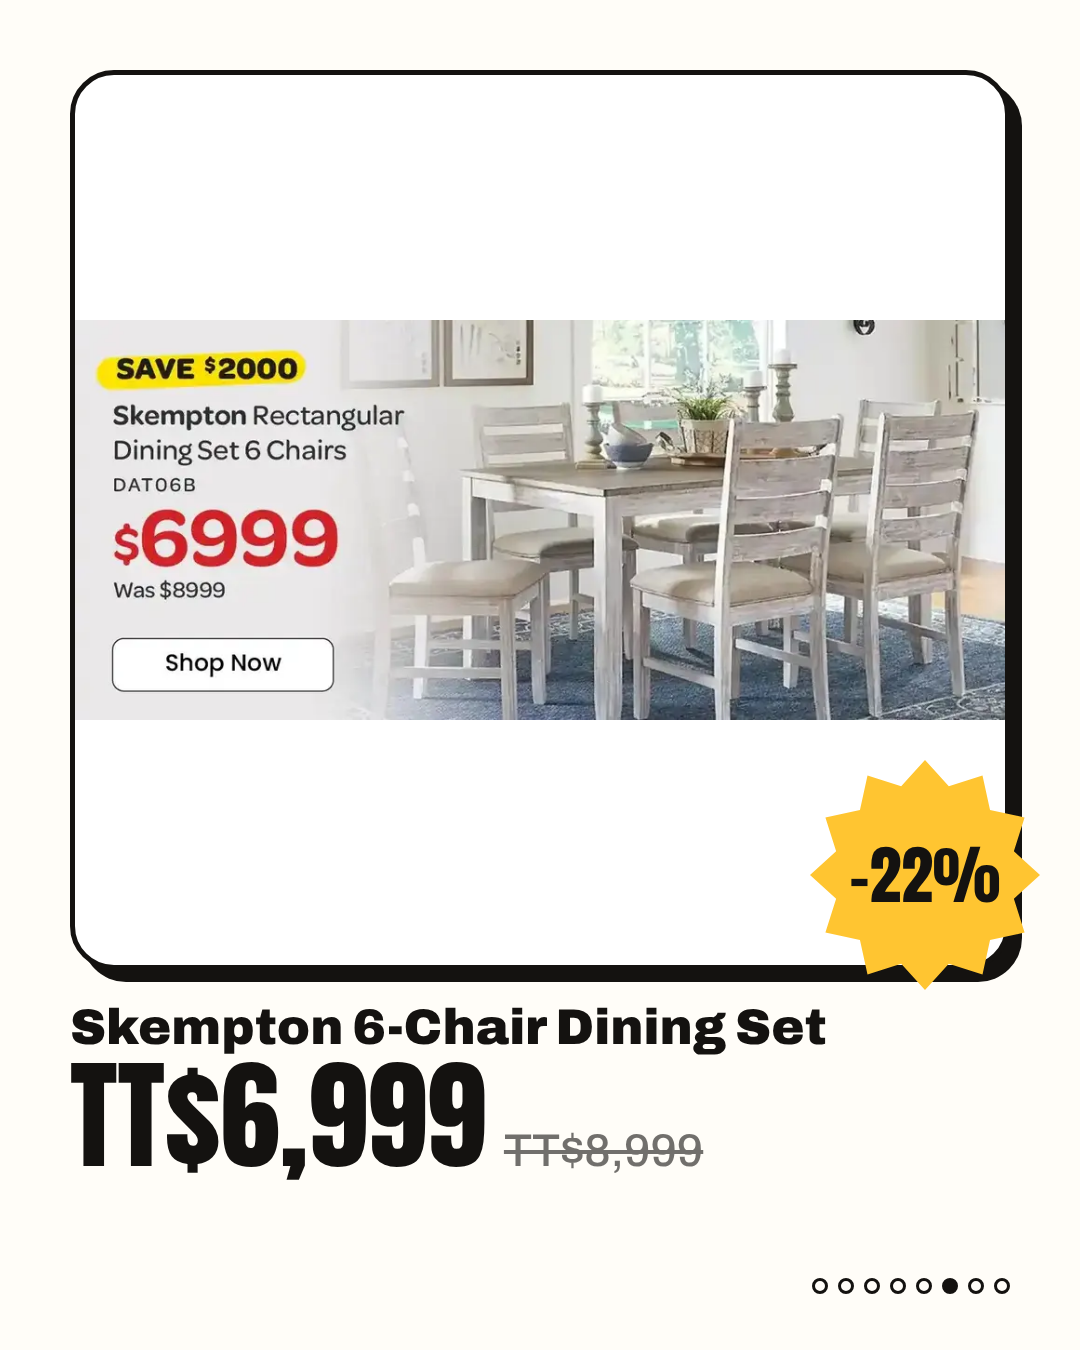 SAVE $2000
Skempton Rectangular
Dining Set 6 Chairs
DAT06B
$6999
Was $8999
Shop Now
-22%
Skempton 6-Chair Dining Set
TT$6,999 TT$8,999